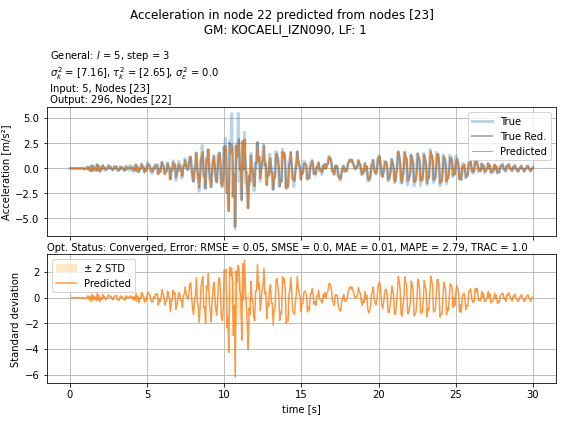 Acceleration in node 22 predicted from nodes [23]
GM: KOCAELI_IZN090, LF: 1
General: l = 5, step = 3
σ²ₖ = [7.16], τ²ₖ = [2.65], σ²ε = 0.0
Input: 5, Nodes [23]
Output: 296, Nodes [22]
Acceleration [m/s²]
5.0
2.5
0.0
−2.5
−5.0
True
True Red.
Predicted
Opt. Status: Converged, Error: RMSE = 0.05, SMSE = 0.0, MAE = 0.01, MAPE = 2.79, TRAC = 1.0
Standard deviation
2
0
−2
−4
−6
± 2 STD
Predicted
0 5 10 15 20 25 30
time [s]